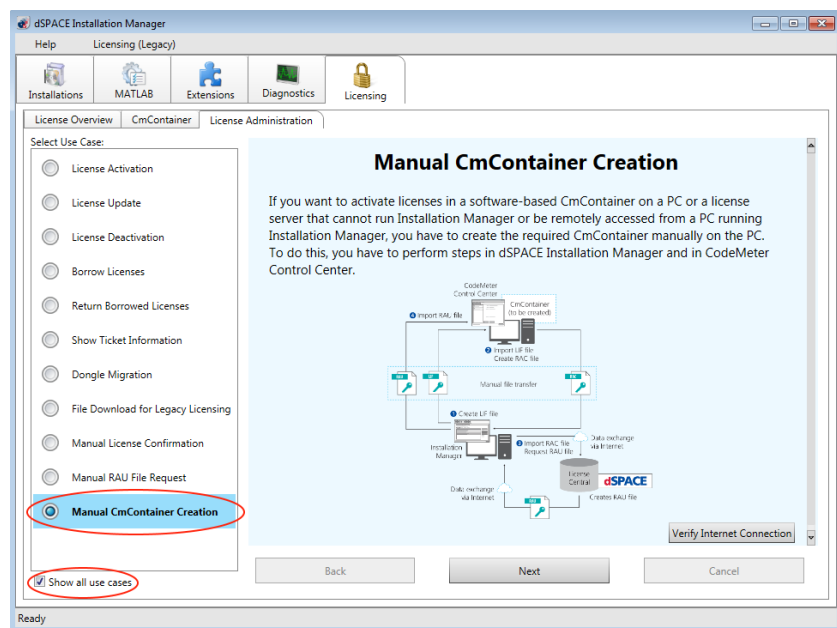 dSPACE Installation Manager
Help Licensing (Legacy)
Installations MATLAB Extensions Diagnostics Licensing
License Overview CmContainer License Administration
Select Use Case:
License Activation
License Update
License Deactivation
Borrow Licenses
Return Borrowed Licenses
Show Ticket Information
Dongle Migration
File Download for Legacy Licensing
Manual License Confirmation
Manual RAU File Request
Manual CmContainer Creation
Show all use cases
Manual CmContainer Creation
If you want to activate licenses in a software-based CmContainer on a PC or a license
server that cannot run Installation Manager or be remotely accessed from a PC running
Installation Manager, you have to create the required CmContainer manually on the PC.
To do this, you have to perform steps in dSPACE Installation Manager and in CodeMeter
Control Center.
CodeMeter
Control Center
CmContainer
(to be created)
4 Import RAU file
2 Import LIF file
Create RAC file
Manual file transfer
1 Create LIF file
Installation
Manager
3 Import RAC file
Request RAU file
Data exchange
via Internet
License
Central
dSPACE
Data exchange
via Internet
Creates RAU file
Verify Internet Connection
Back Next Cancel
Ready